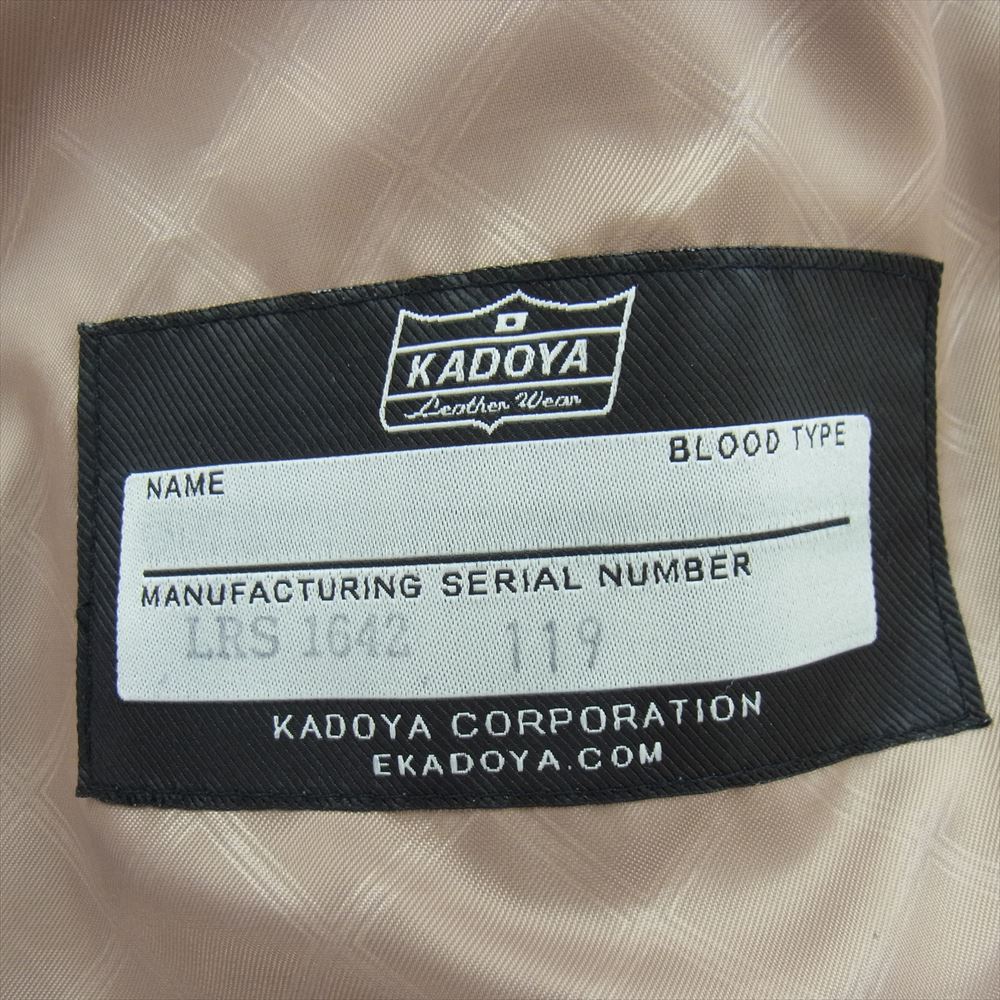 KADOYA
Leather Wear
NAME BLOOD TYPE
MANUFACTURING SERIAL NUMBER
LRS 1642 119
KADOYA CORPORATION
EKADOYA.COM